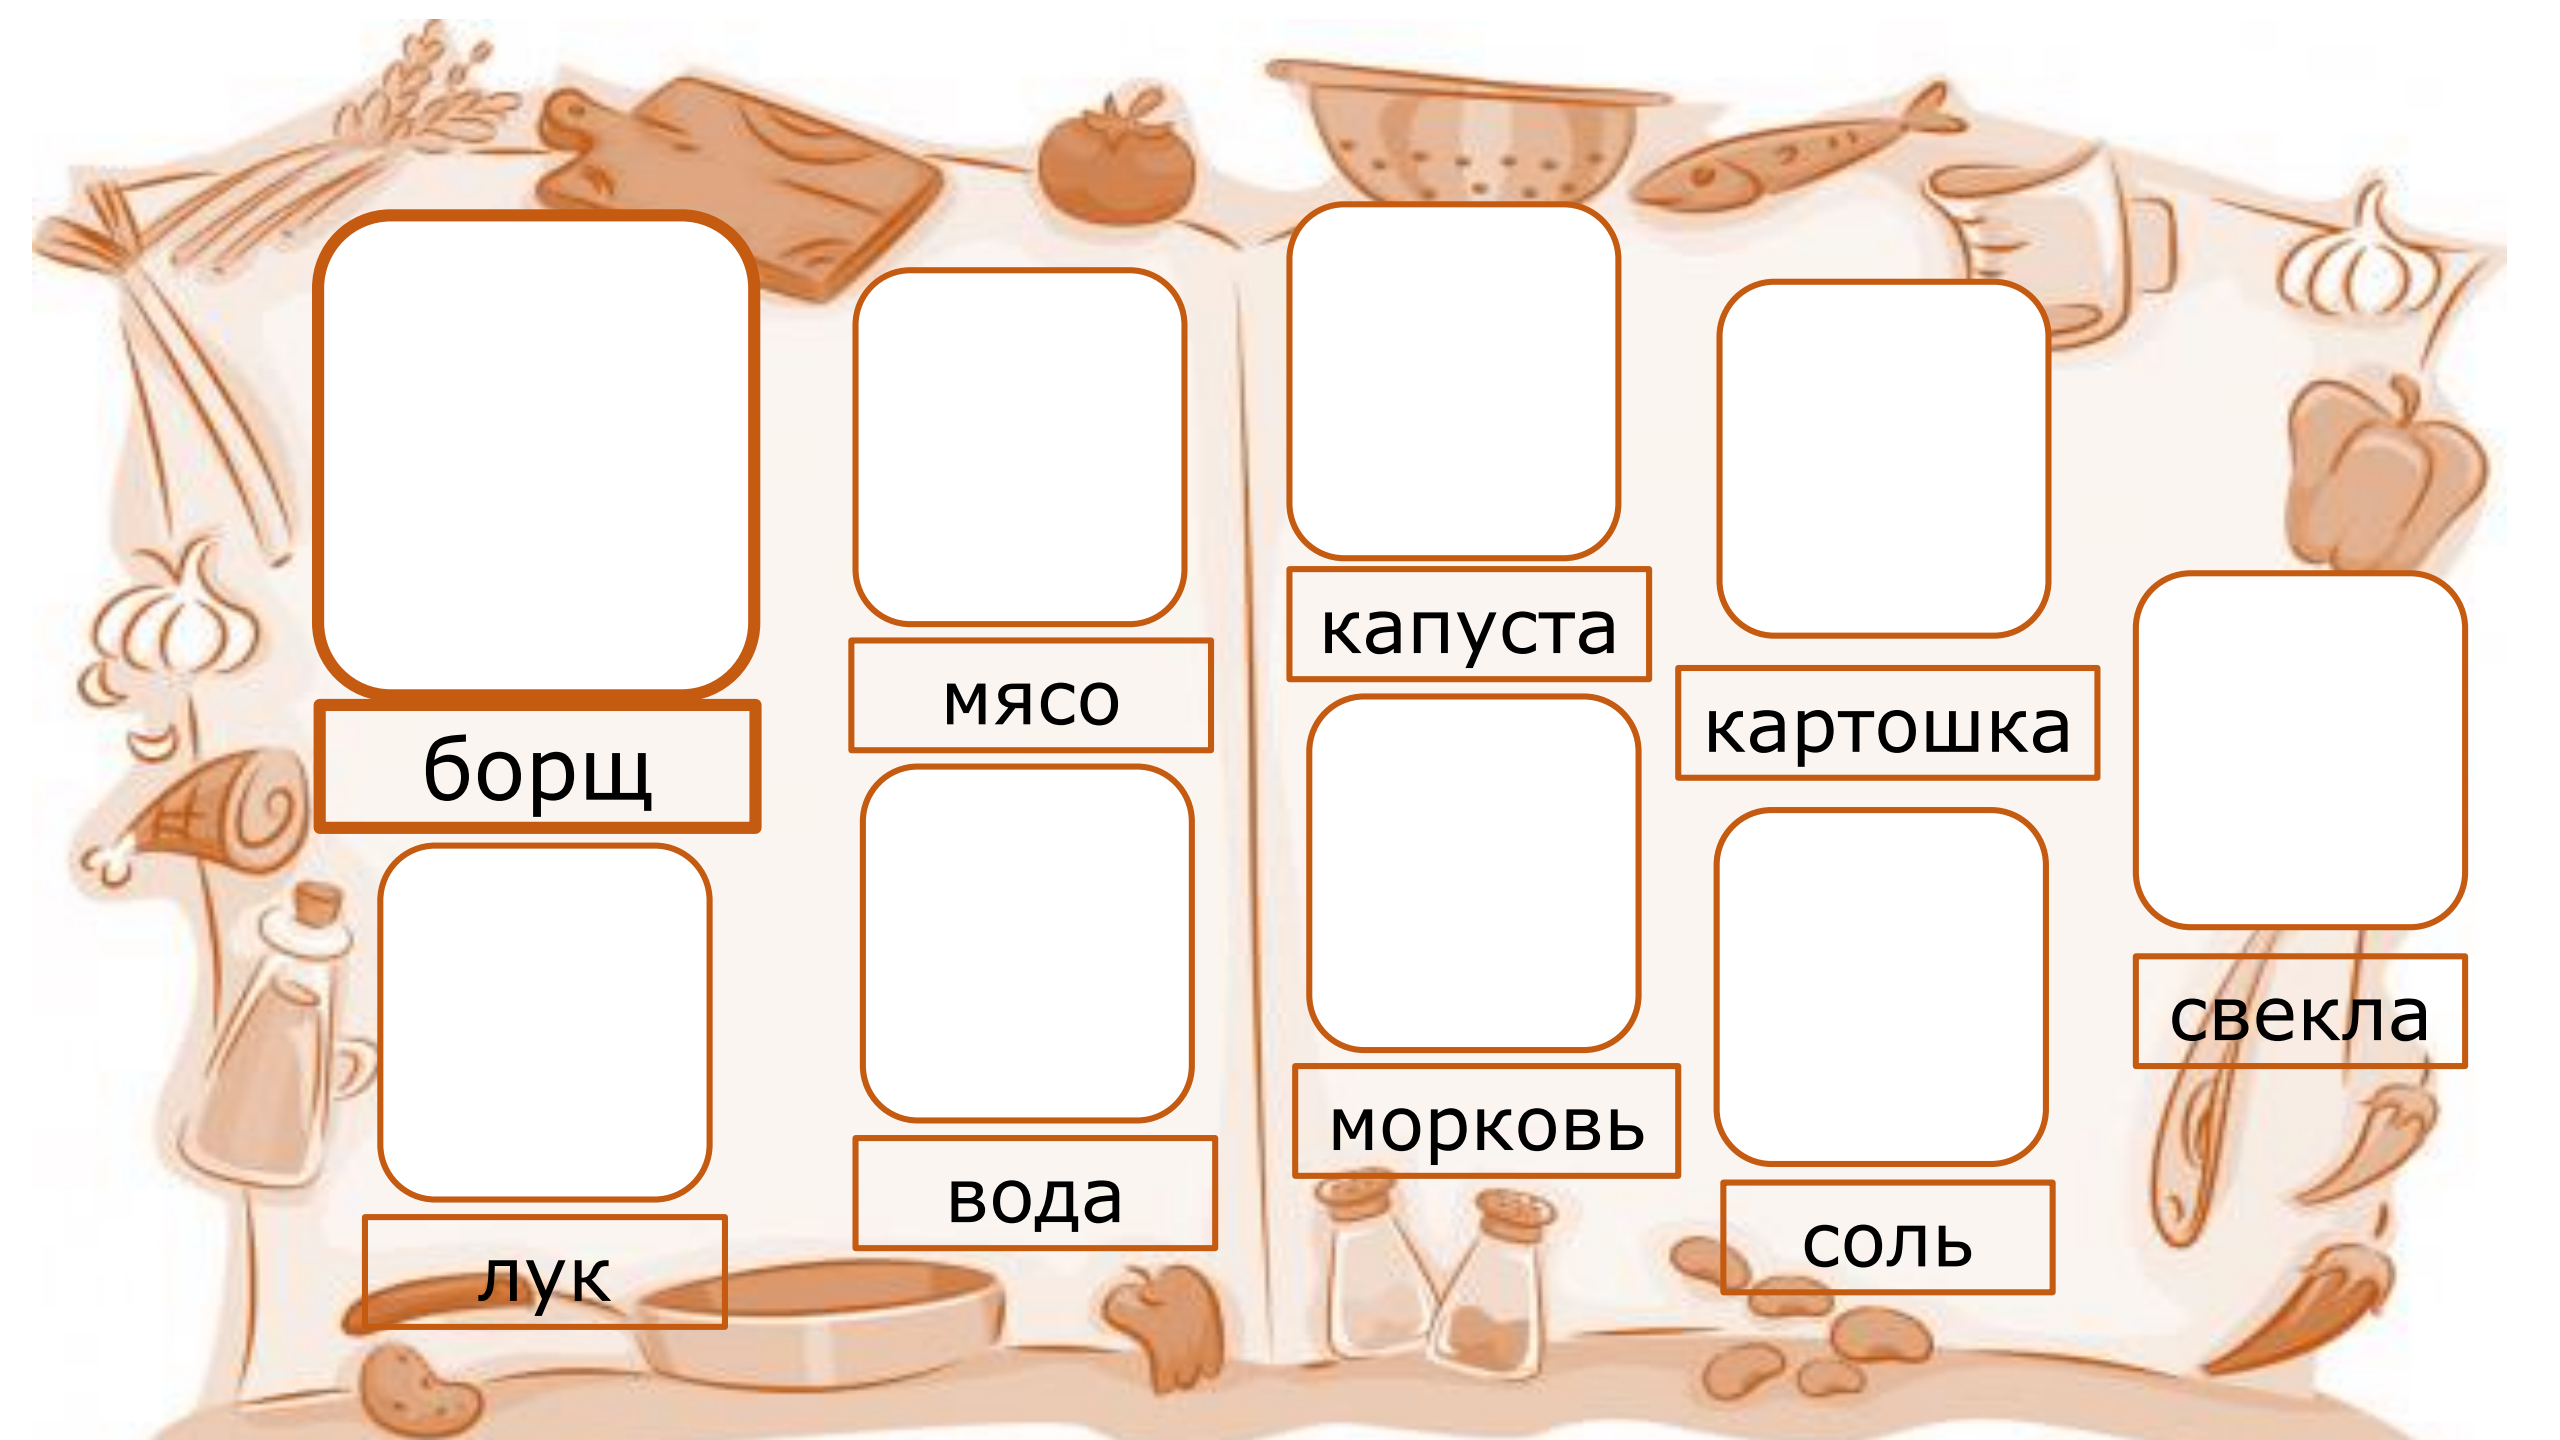 борщ
мясо
капуста
картошка
свекла
лук
вода
морковь
соль